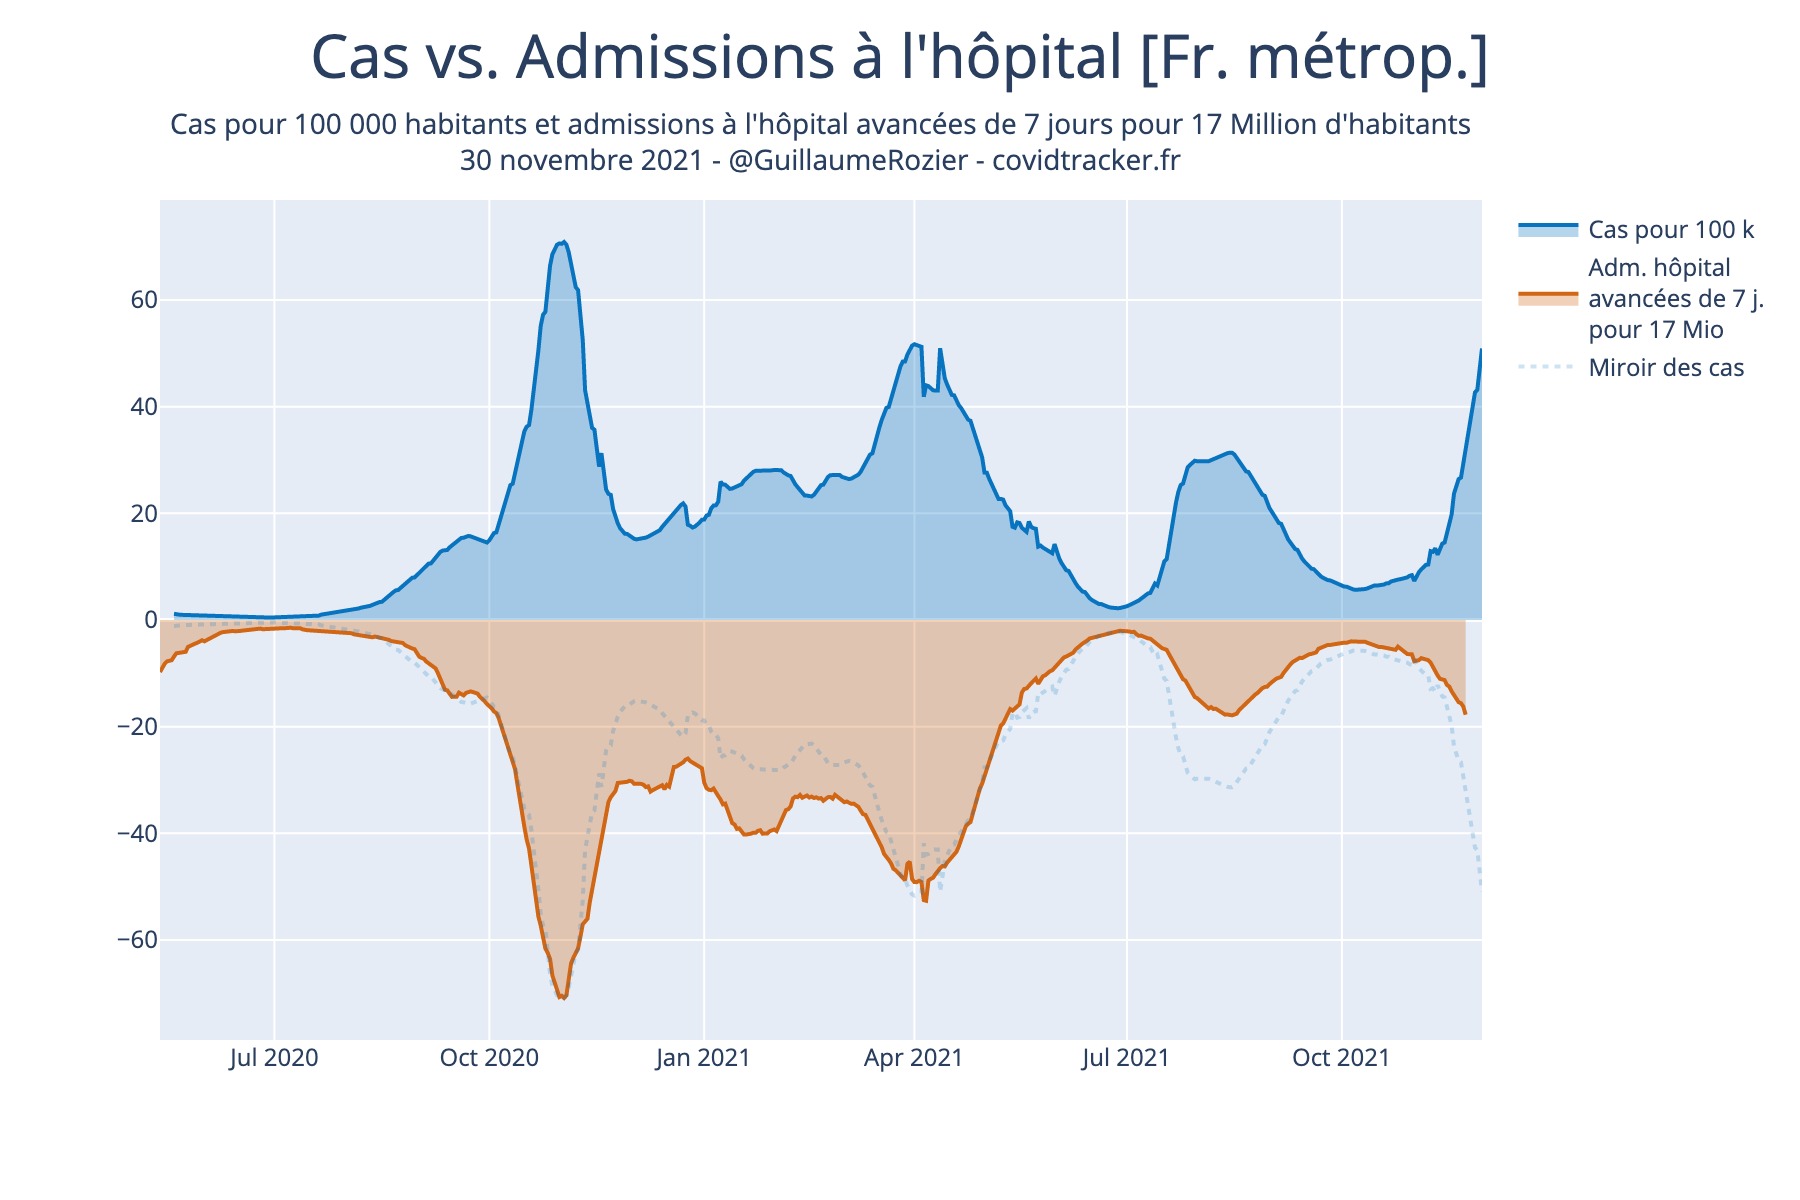 Cas vs. Admissions à l'hôpital [Fr. métrop.]
Cas pour 100 000 habitants et admissions à l'hôpital avancées de 7 jours pour 17 Million d'habitants
30 novembre 2021 - @GuillaumeRozier - covidtracker.fr
Cas pour 100 k
Adm. hôpital
avancées de 7 j.
pour 17 Mio
Miroir des cas
60
40
20
0
−20
−40
−60
Jul 2020
Oct 2020
Jan 2021
Apr 2021
Jul 2021
Oct 2021